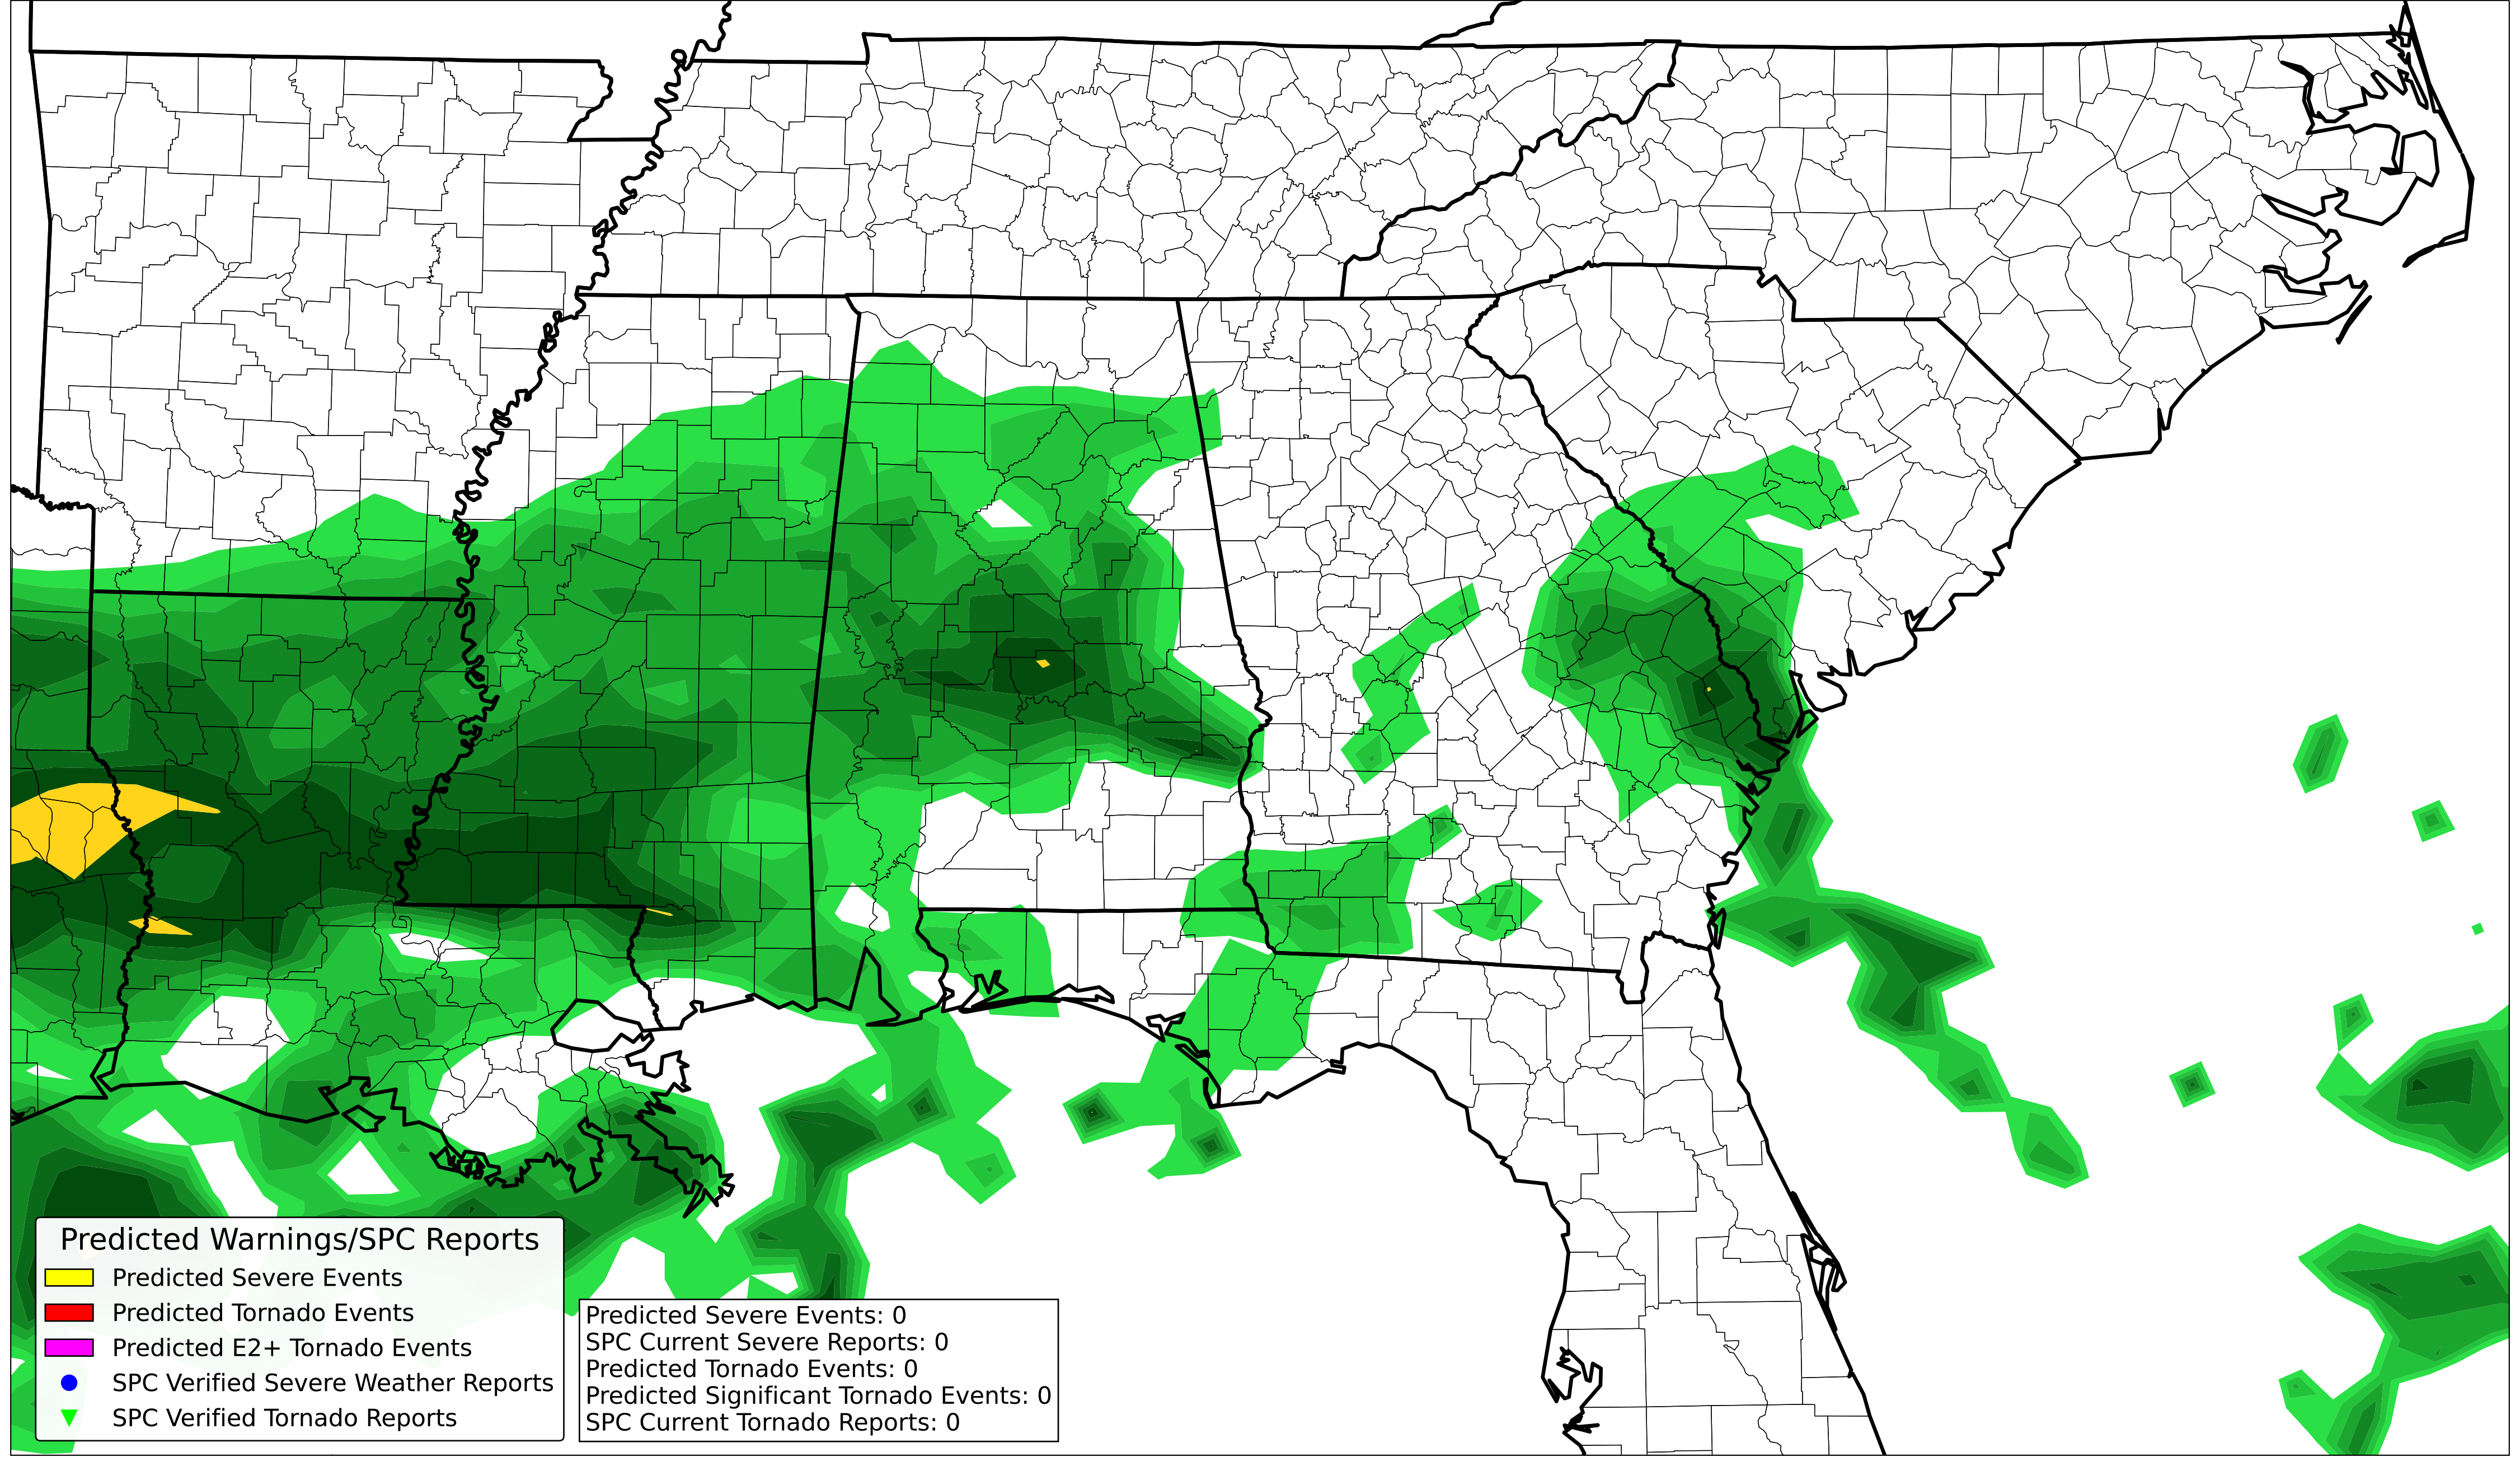 Predicted Warnings/SPC Reports
Predicted Severe Events
Predicted Tornado Events
Predicted E2+ Tornado Events
SPC Verified Severe Weather Reports
SPC Verified Tornado Reports
Predicted Severe Events: 0
SPC Current Severe Reports: 0
Predicted Tornado Events: 0
Predicted Significant Tornado Events: 0
SPC Current Tornado Reports: 0